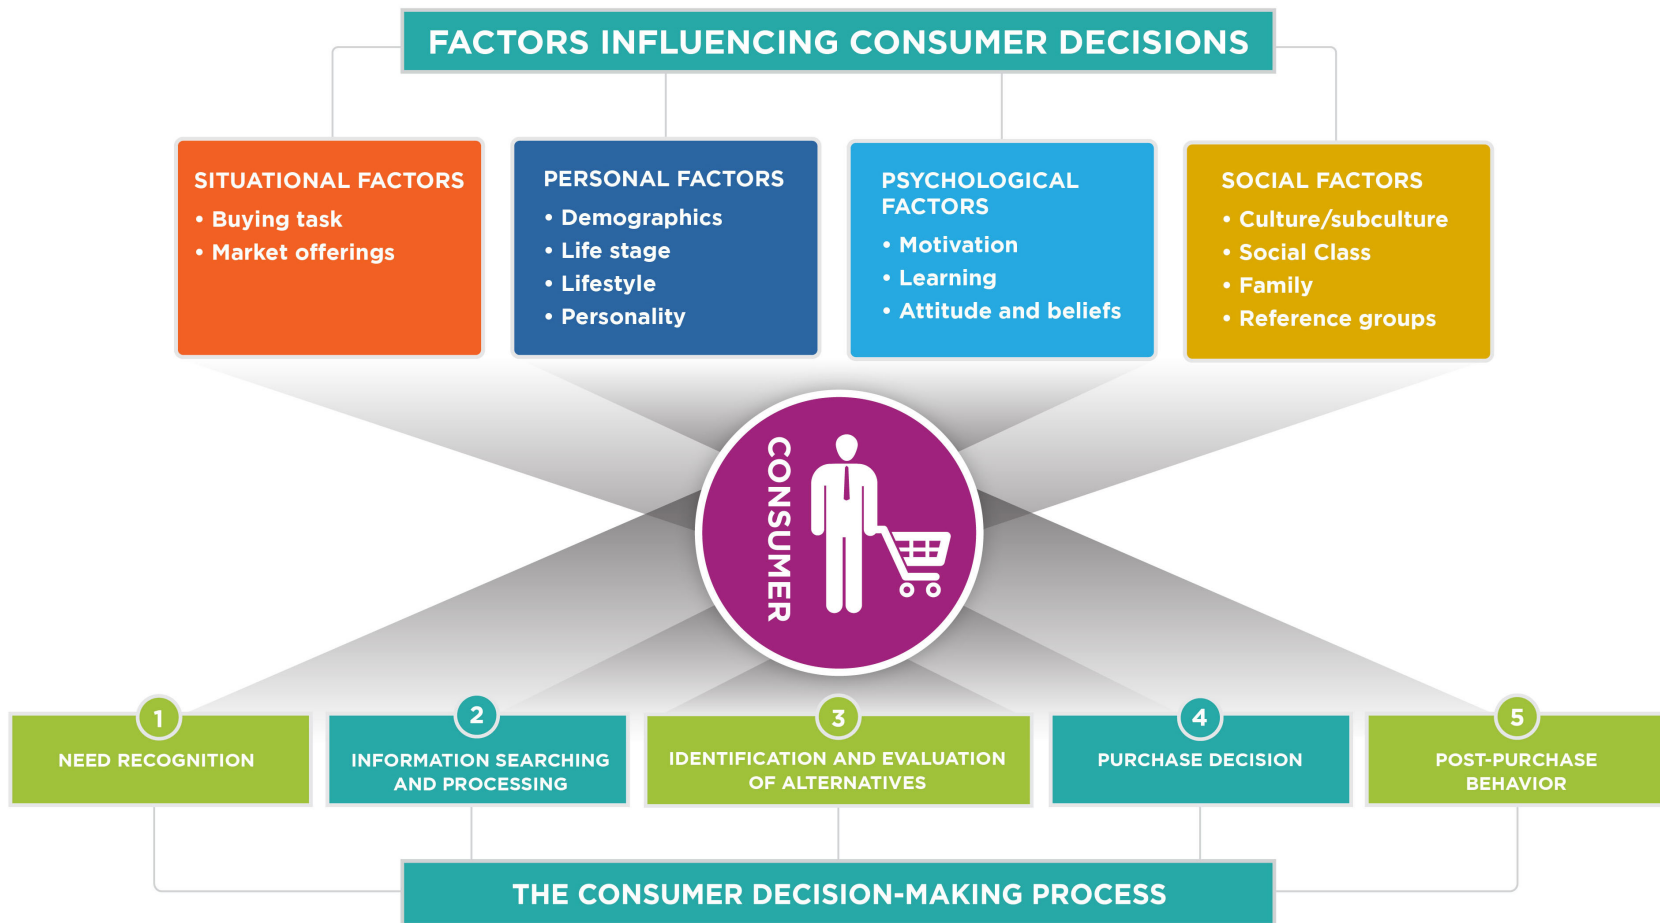 FACTORS INFLUENCING CONSUMER DECISIONS
SITUATIONAL FACTORS
• Buying task
• Market offerings
PERSONAL FACTORS
• Demographics
• Life stage
• Lifestyle
• Personality
PSYCHOLOGICAL
FACTORS
• Motivation
• Learning
• Attitude and beliefs
SOCIAL FACTORS
• Culture/subculture
• Social Class
• Family
• Reference groups
CONSUMER
1
NEED RECOGNITION
2
INFORMATION SEARCHING
AND PROCESSING
3
IDENTIFICATION AND EVALUATION
OF ALTERNATIVES
4
PURCHASE DECISION
5
POST-PURCHASE
BEHAVIOR
THE CONSUMER DECISION-MAKING PROCESS